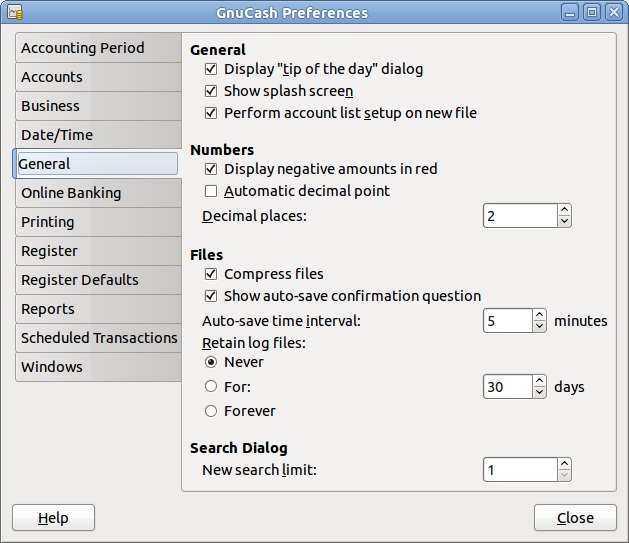 GnuCash Preferences
Accounting Period
Accounts
Business
Date/Time
General
Online Banking
Printing
Register
Register Defaults
Reports
Scheduled Transactions
Windows
General
Display "tip of the day" dialog
Show splash screen
Perform account list setup on new file
Numbers
Display negative amounts in red
Automatic decimal point
Decimal places: 2
Files
Compress files
Show auto-save confirmation question
Auto-save time interval: 5 minutes
Retain log files:
Never
For: 30 days
Forever
Search Dialog
New search limit: 1
Help Close